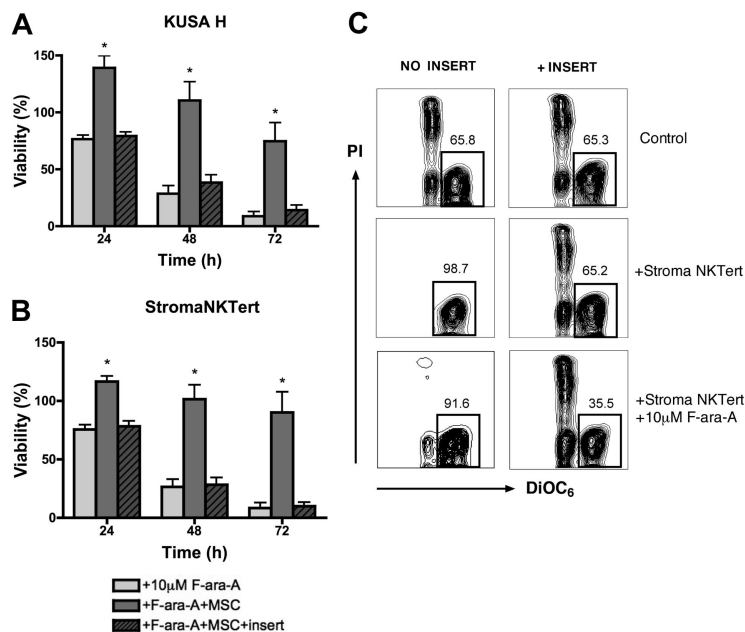 A
KUSA H
Viability (%)
150
100
50
0
*
*
*
24
48
72
Time (h)
B
StromaNKTert
Viability (%)
150
100
50
0
*
*
*
24
48
72
Time (h)
+10μM F-ara-A
+F-ara-A+MSC
+F-ara-A+MSC+insert
C
NO INSERT
+ INSERT
PI
65.8
65.3
Control
98.7
65.2
+Stroma NKTert
91.6
35.5
+Stroma NKTert
+10μM F-ara-A
DiOC6